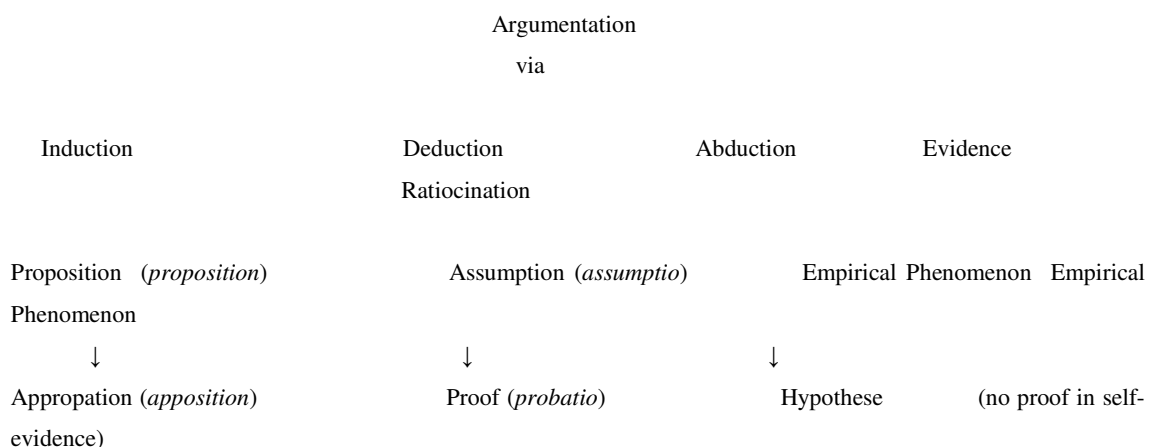 Argumentation
via
Induction Deduction Abduction Evidence
Ratiocination
Proposition (proposition) Assumption (assumptio) Empirical Phenomenon Empirical
Phenomenon
↓ ↓ ↓
Appropation (apposition) Proof (probatio) Hypothese (no proof in self-
evidence)